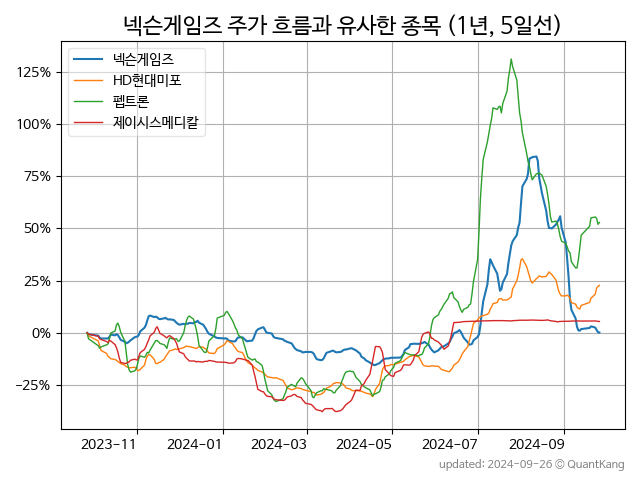 넥슨게임즈 주가 흐름과 유사한 종목 (1년, 5일선)
넥슨게임즈
HD현대미포
펩트론
제이시스메디칼
125%
100%
75%
50%
25%
0%
−25%
2023-11 2024-01 2024-03 2024-05 2024-07 2024-09
updated: 2024-09-26 © QuantKang